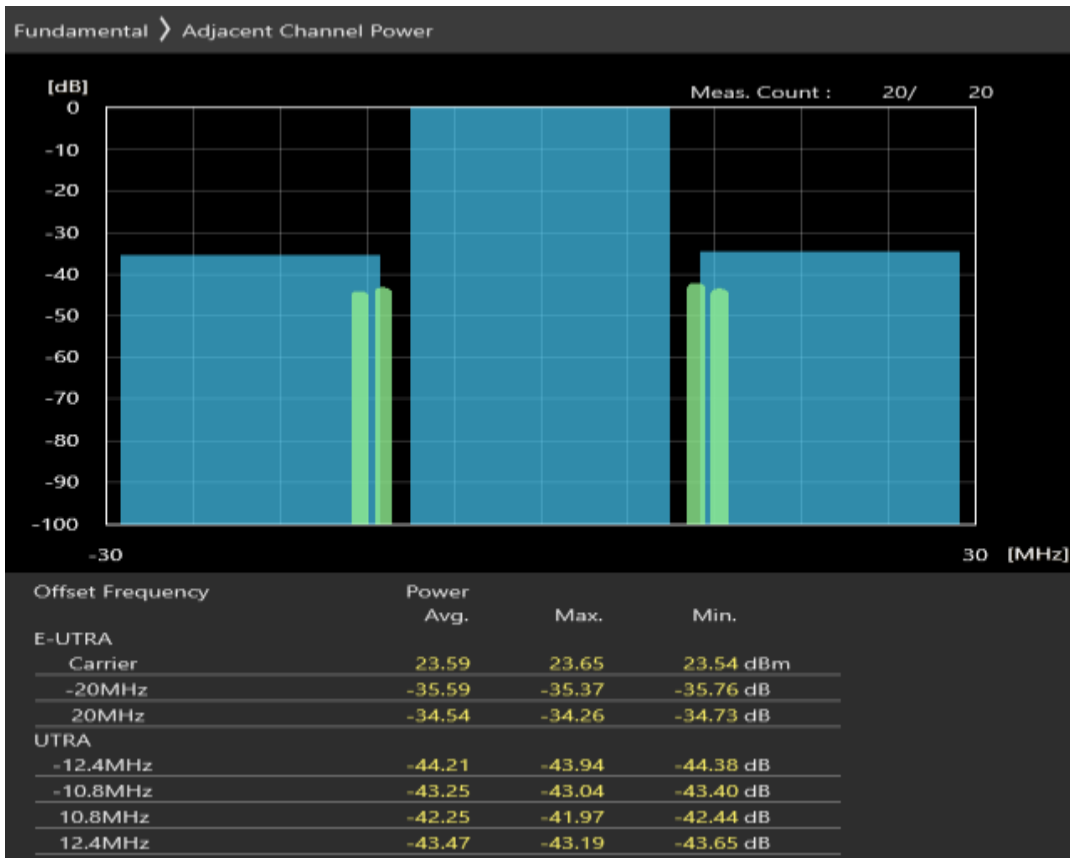 Fundamental ❭ Adjacent Channel Power
[dB]
Meas. Count : 20/ 20
0
-10
-20
-30
-40
-50
-60
-70
-80
-90
-100
-30 30 [MHz]
Offset Frequency Power
Avg. Max. Min.
E-UTRA
Carrier 23.59 23.65 23.54 dBm
-20MHz -35.59 -35.37 -35.76 dB
20MHz -34.54 -34.26 -34.73 dB
UTRA
-12.4MHz -44.21 -43.94 -44.38 dB
-10.8MHz -43.25 -43.04 -43.40 dB
10.8MHz -42.25 -41.97 -42.44 dB
12.4MHz -43.47 -43.19 -43.65 dB